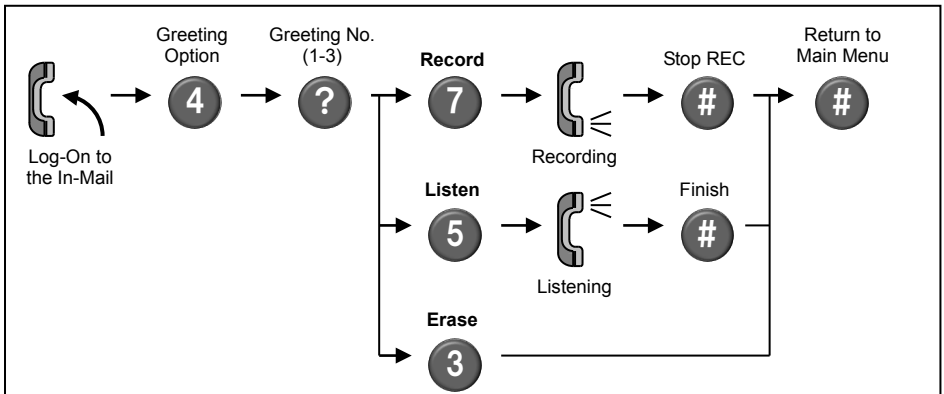 Greeting
Option
Greeting No.
(1-3)
Return to
Main Menu
Record
Stop REC
4
?
7
#
#
Log-On to
the In-Mail
Recording
Listen
Finish
5
#
Listening
Erase
3